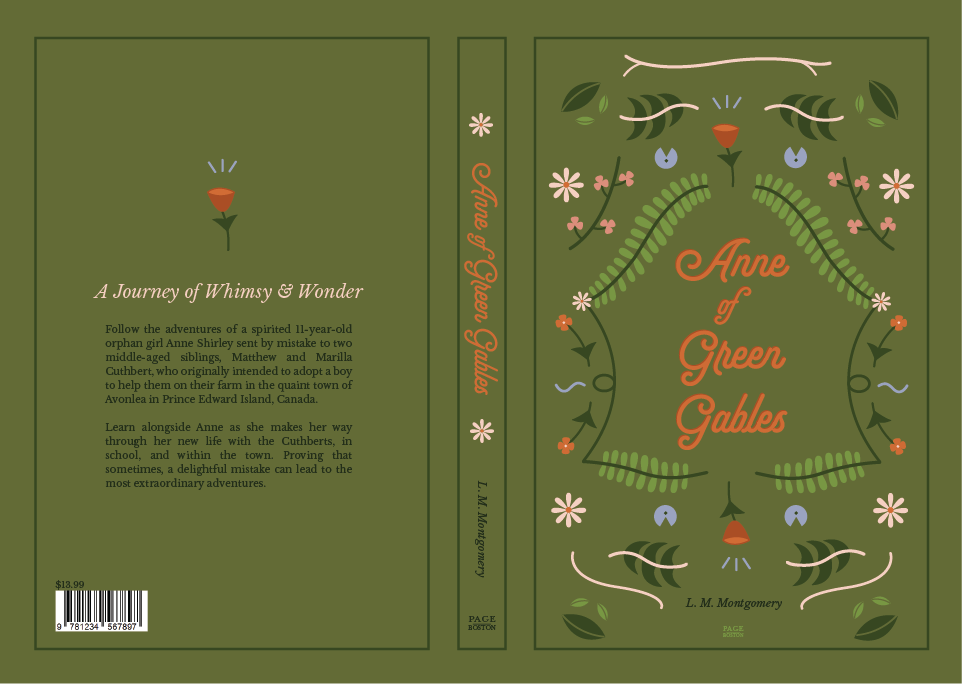 A Journey of Whimsy & Wonder
Follow the adventures of a spirited 11-year-old
orphan girl Anne Shirley sent by mistake to two
middle-aged siblings, Matthew and Marilla
Cuthbert, who originally intended to adopt a boy
to help them on their farm in the quaint town of
Avonlea in Prince Edward Island, Canada.
Learn alongside Anne as she makes her way
through her new life with the Cuthberts, in
school, and within the town. Proving that
sometimes, a delightful mistake can lead to the
most extraordinary adventures.
$13.99
9 781234 567897
Anne of Green Gables
L. M. Montgomery
PAGE
BOSTON
Anne
of
Green
Gables
L. M. Montgomery
PAGE
BOSTON